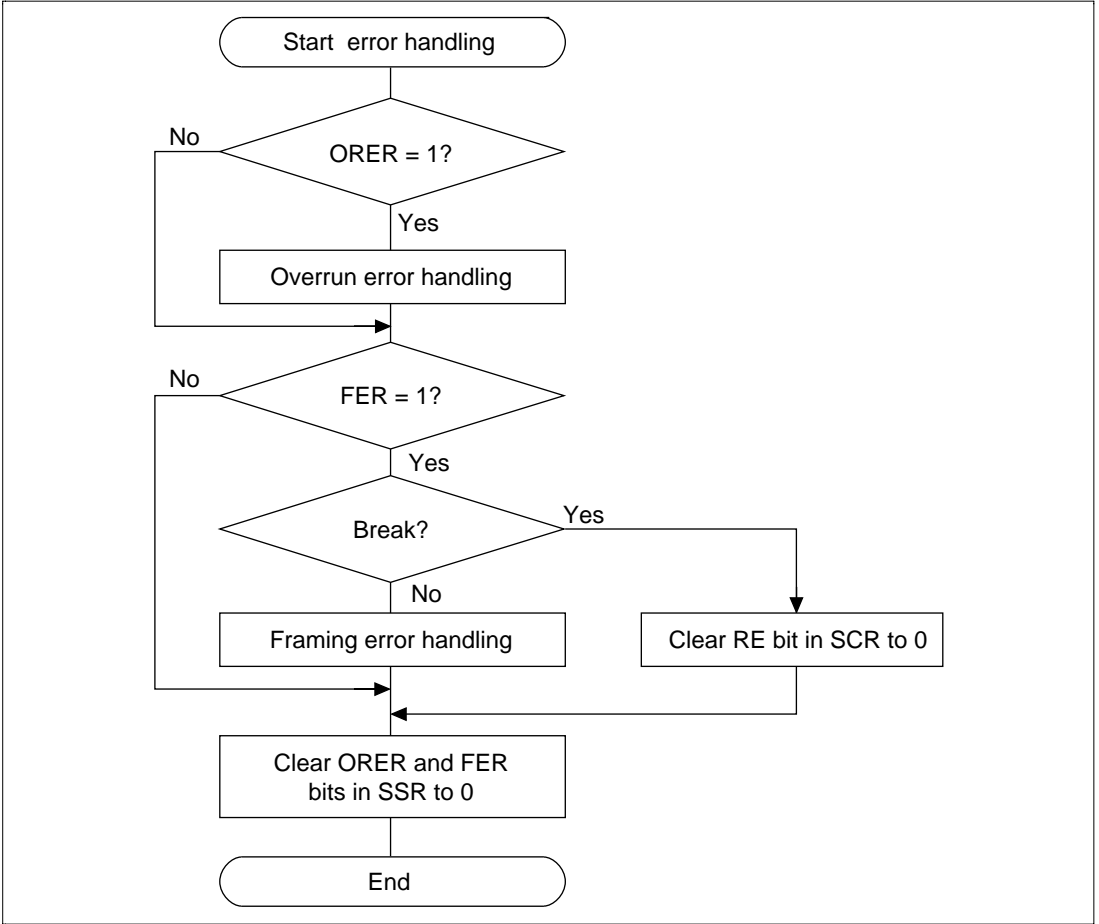 Start error handling
No
ORER = 1?
Yes
Overrun error handling
No
FER = 1?
Yes
Break?
Yes
No
Framing error handling
Clear RE bit in SCR to 0
Clear ORER and FER
bits in SSR to 0
End